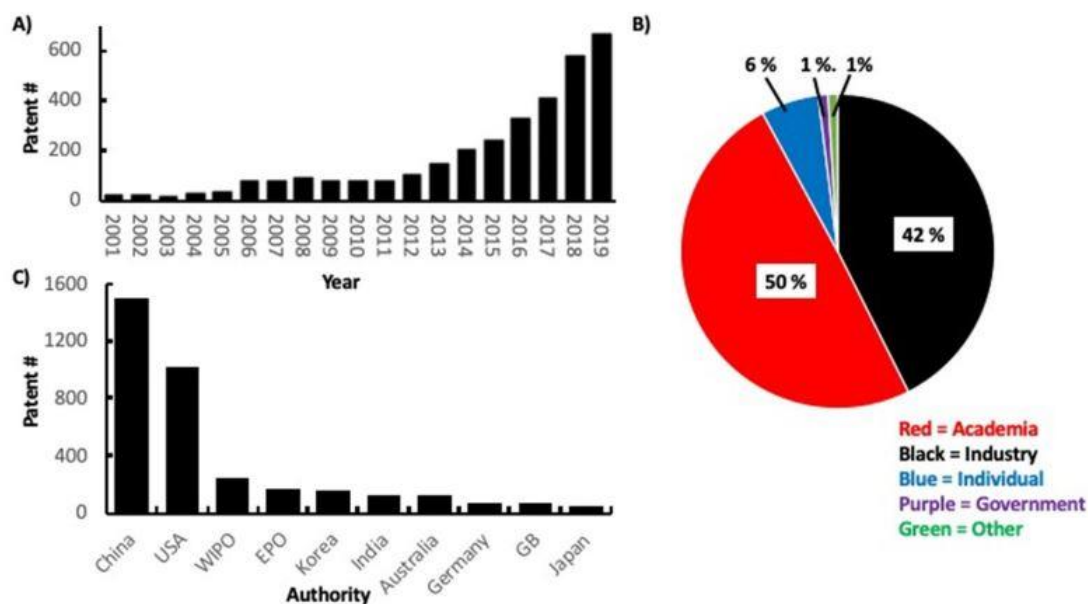 A)
Patent #
600
400
200
0
2001
2002
2003
2004
2005
2006
2007
2008
2009
2010
2011
2012
2013
2014
2015
2016
2017
2018
2019
Year
B)
6 %
1 %.
1%
42 %
50 %
Red = Academia
Black = Industry
Blue = Individual
Purple = Government
Green = Other
C)
Patent #
1600
1200
800
400
0
China
USA
WIPO
EPO
Korea
India
Australia
Germany
GB
Japan
Authority